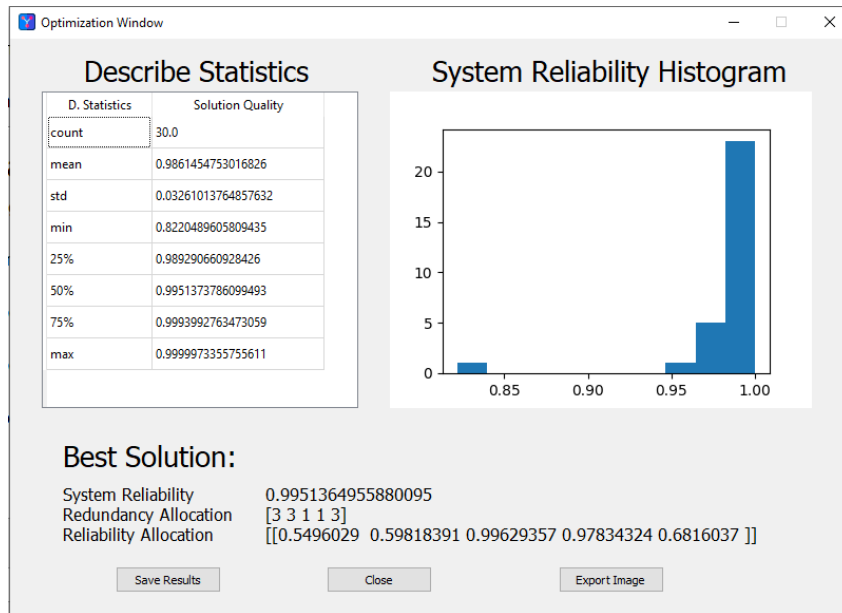 Optimization Window
Describe Statistics
D. Statistics Solution Quality
count 30.0
mean 0.9861454753016826
std 0.03261013764857632
min 0.8220489605809435
25% 0.989290660928426
50% 0.9951373786099493
75% 0.9993992763473059
max 0.9999973355755611
System Reliability Histogram
20
15
10
5
0
0.85 0.90 0.95 1.00
Best Solution:
System Reliability 0.9951364955880095
Redundancy Allocation [3 3 1 1 3]
Reliability Allocation [[0.5496029 0.59818391 0.99629357 0.97834324 0.6816037 ]]
Save Results Close Export Image